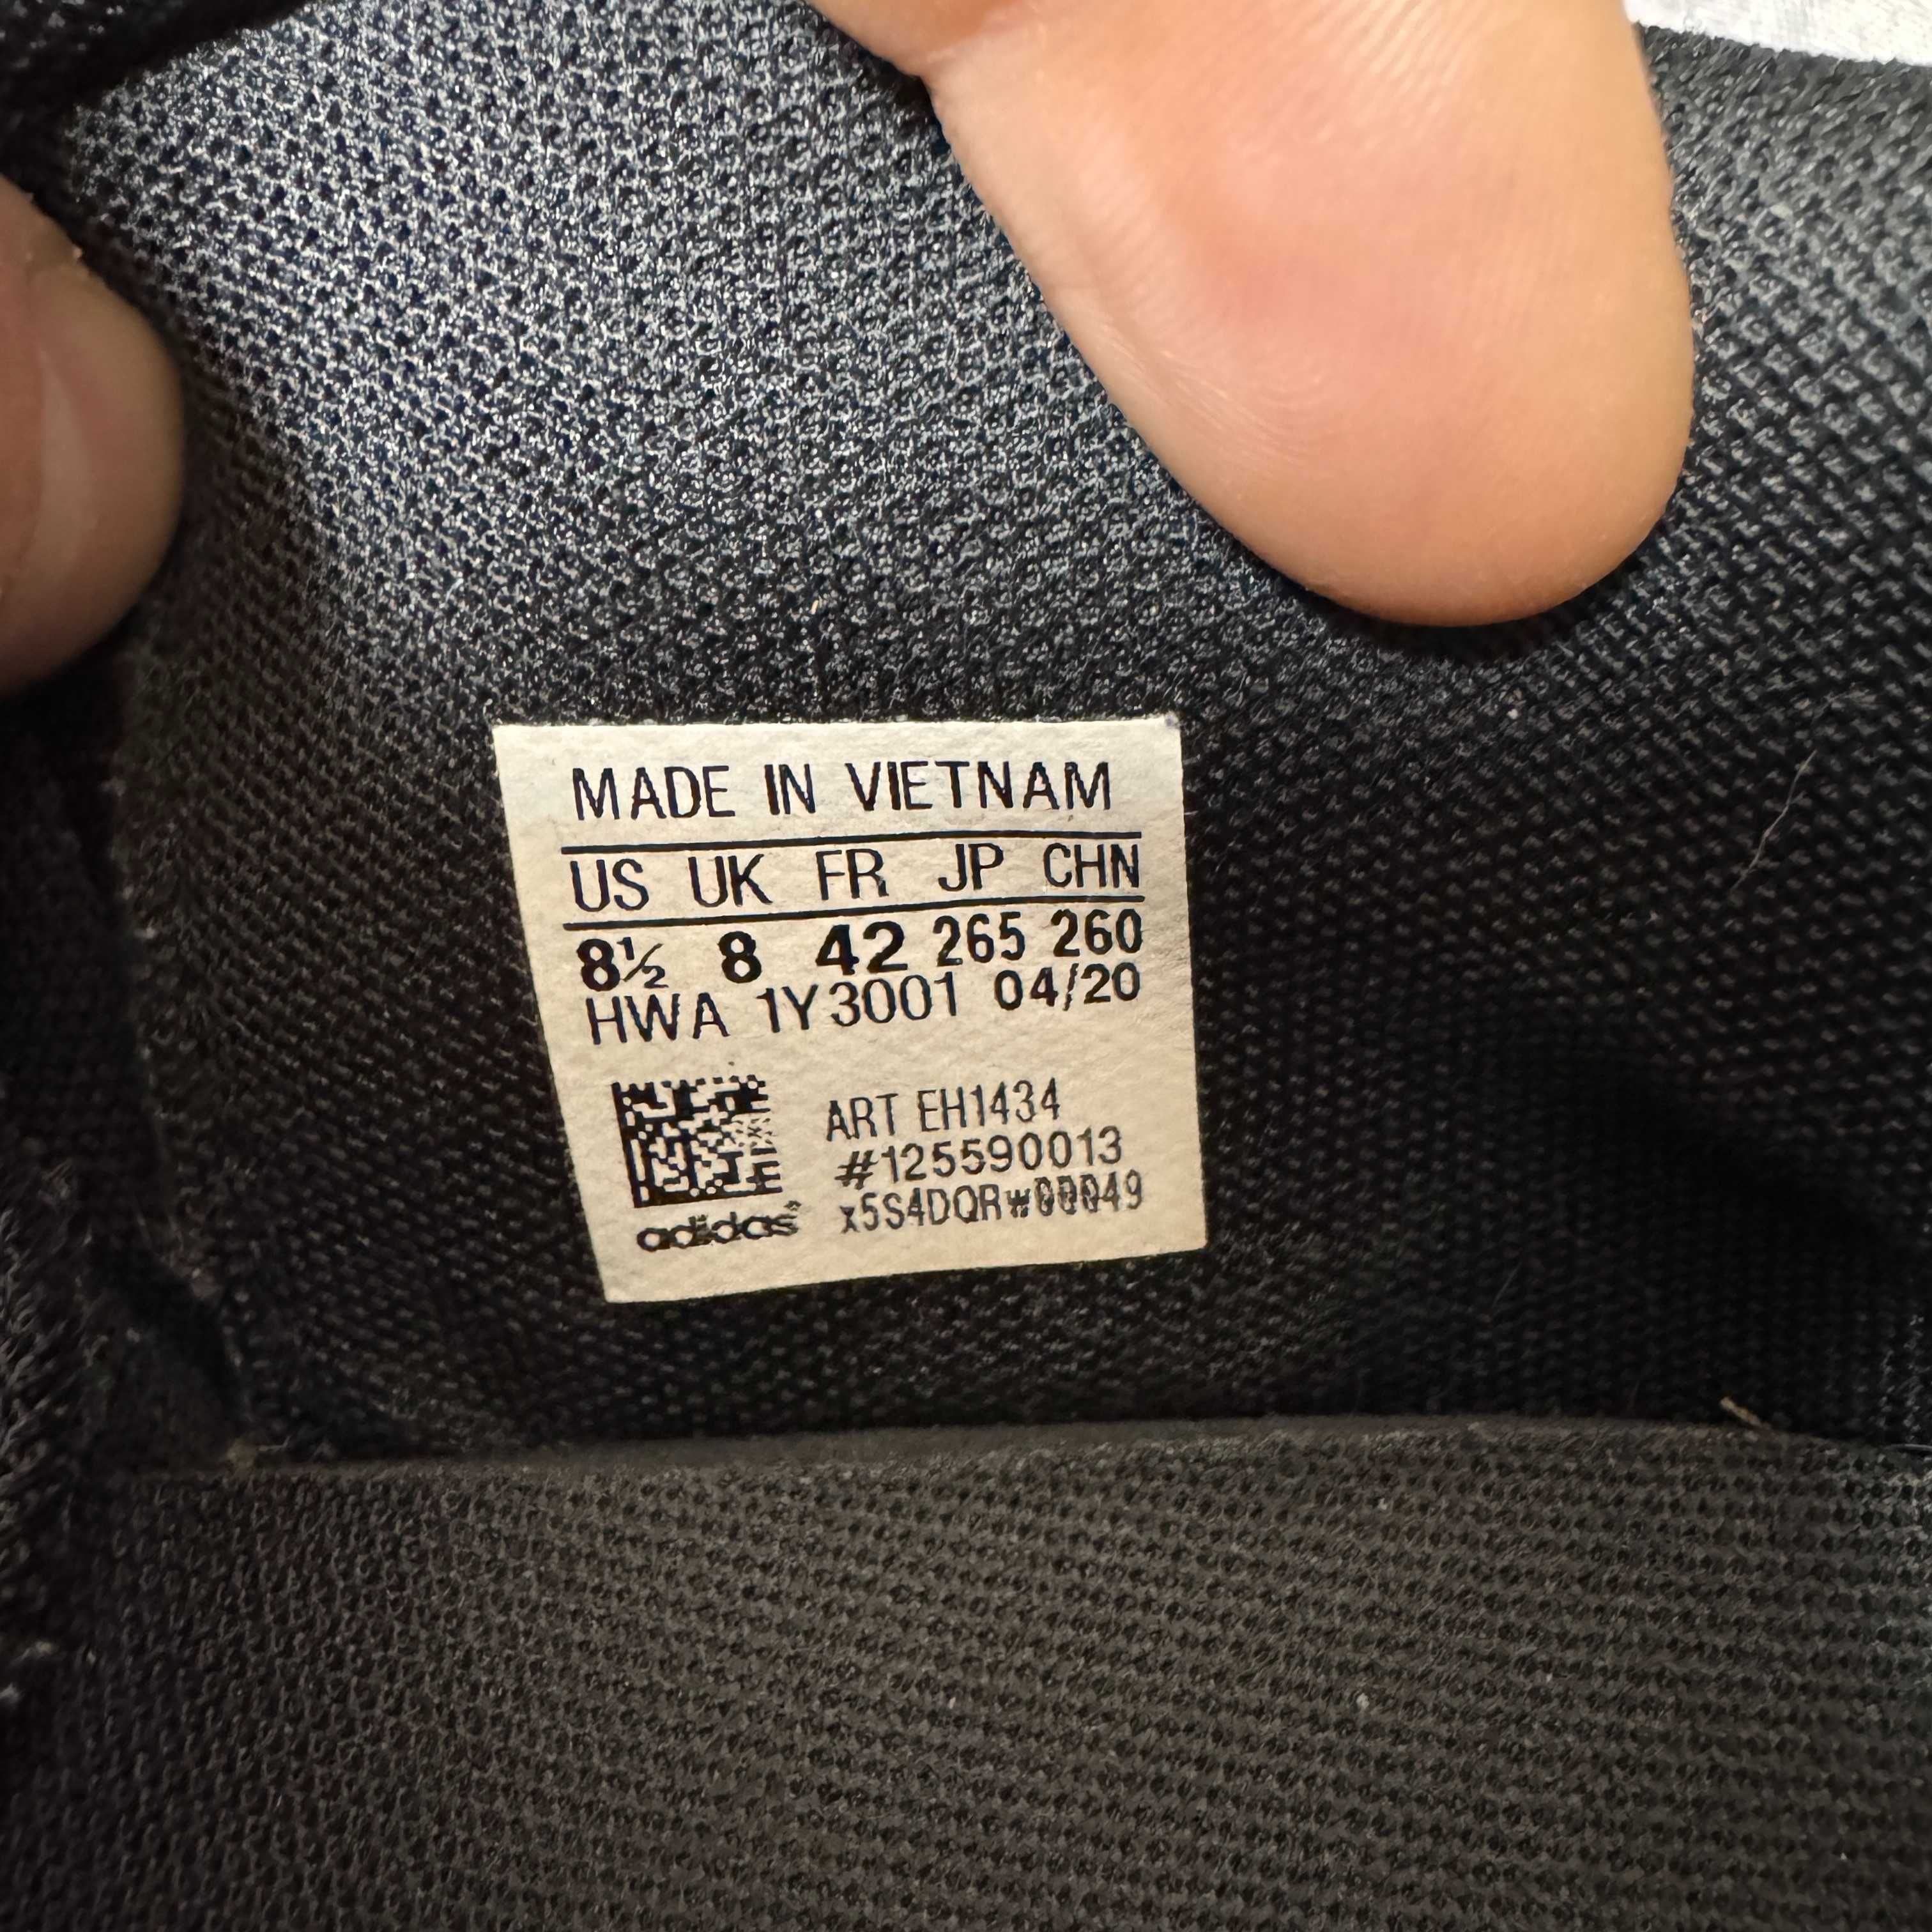 MADE IN VIETNAM
US UK FR JP CHN
8½ 8 42 265 260
HWA 1Y3001 04/20
ART EH1434
#125590013
x5S4DQRw00049
adidas